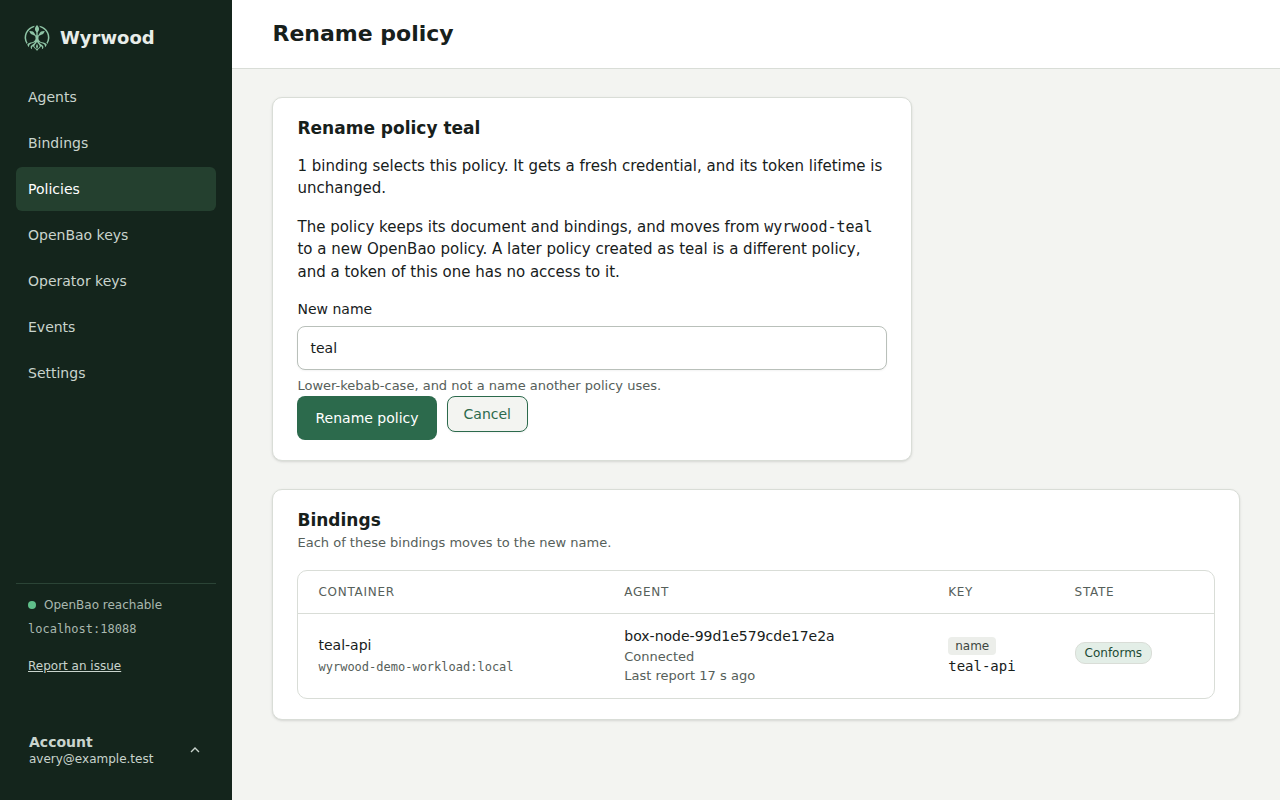 Wyrwood
Agents
Bindings
Policies
OpenBao keys
Operator keys
Events
Settings
OpenBao reachable
localhost:18088
Report an issue
Account
avery@example.test
Rename policy
Rename policy teal
1 binding selects this policy. It gets a fresh credential, and its token lifetime is
unchanged.
The policy keeps its document and bindings, and moves from wyrwood-teal
to a new OpenBao policy. A later policy created as teal is a different policy,
and a token of this one has no access to it.
New name
teal
Lower-kebab-case, and not a name another policy uses.
Rename policy
Cancel
Bindings
Each of these bindings moves to the new name.
CONTAINER AGENT KEY STATE
teal-api
wyrwood-demo-workload:local
box-node-99d1e579cde17e2a
Connected
Last report 17 s ago
name
teal-api
Conforms